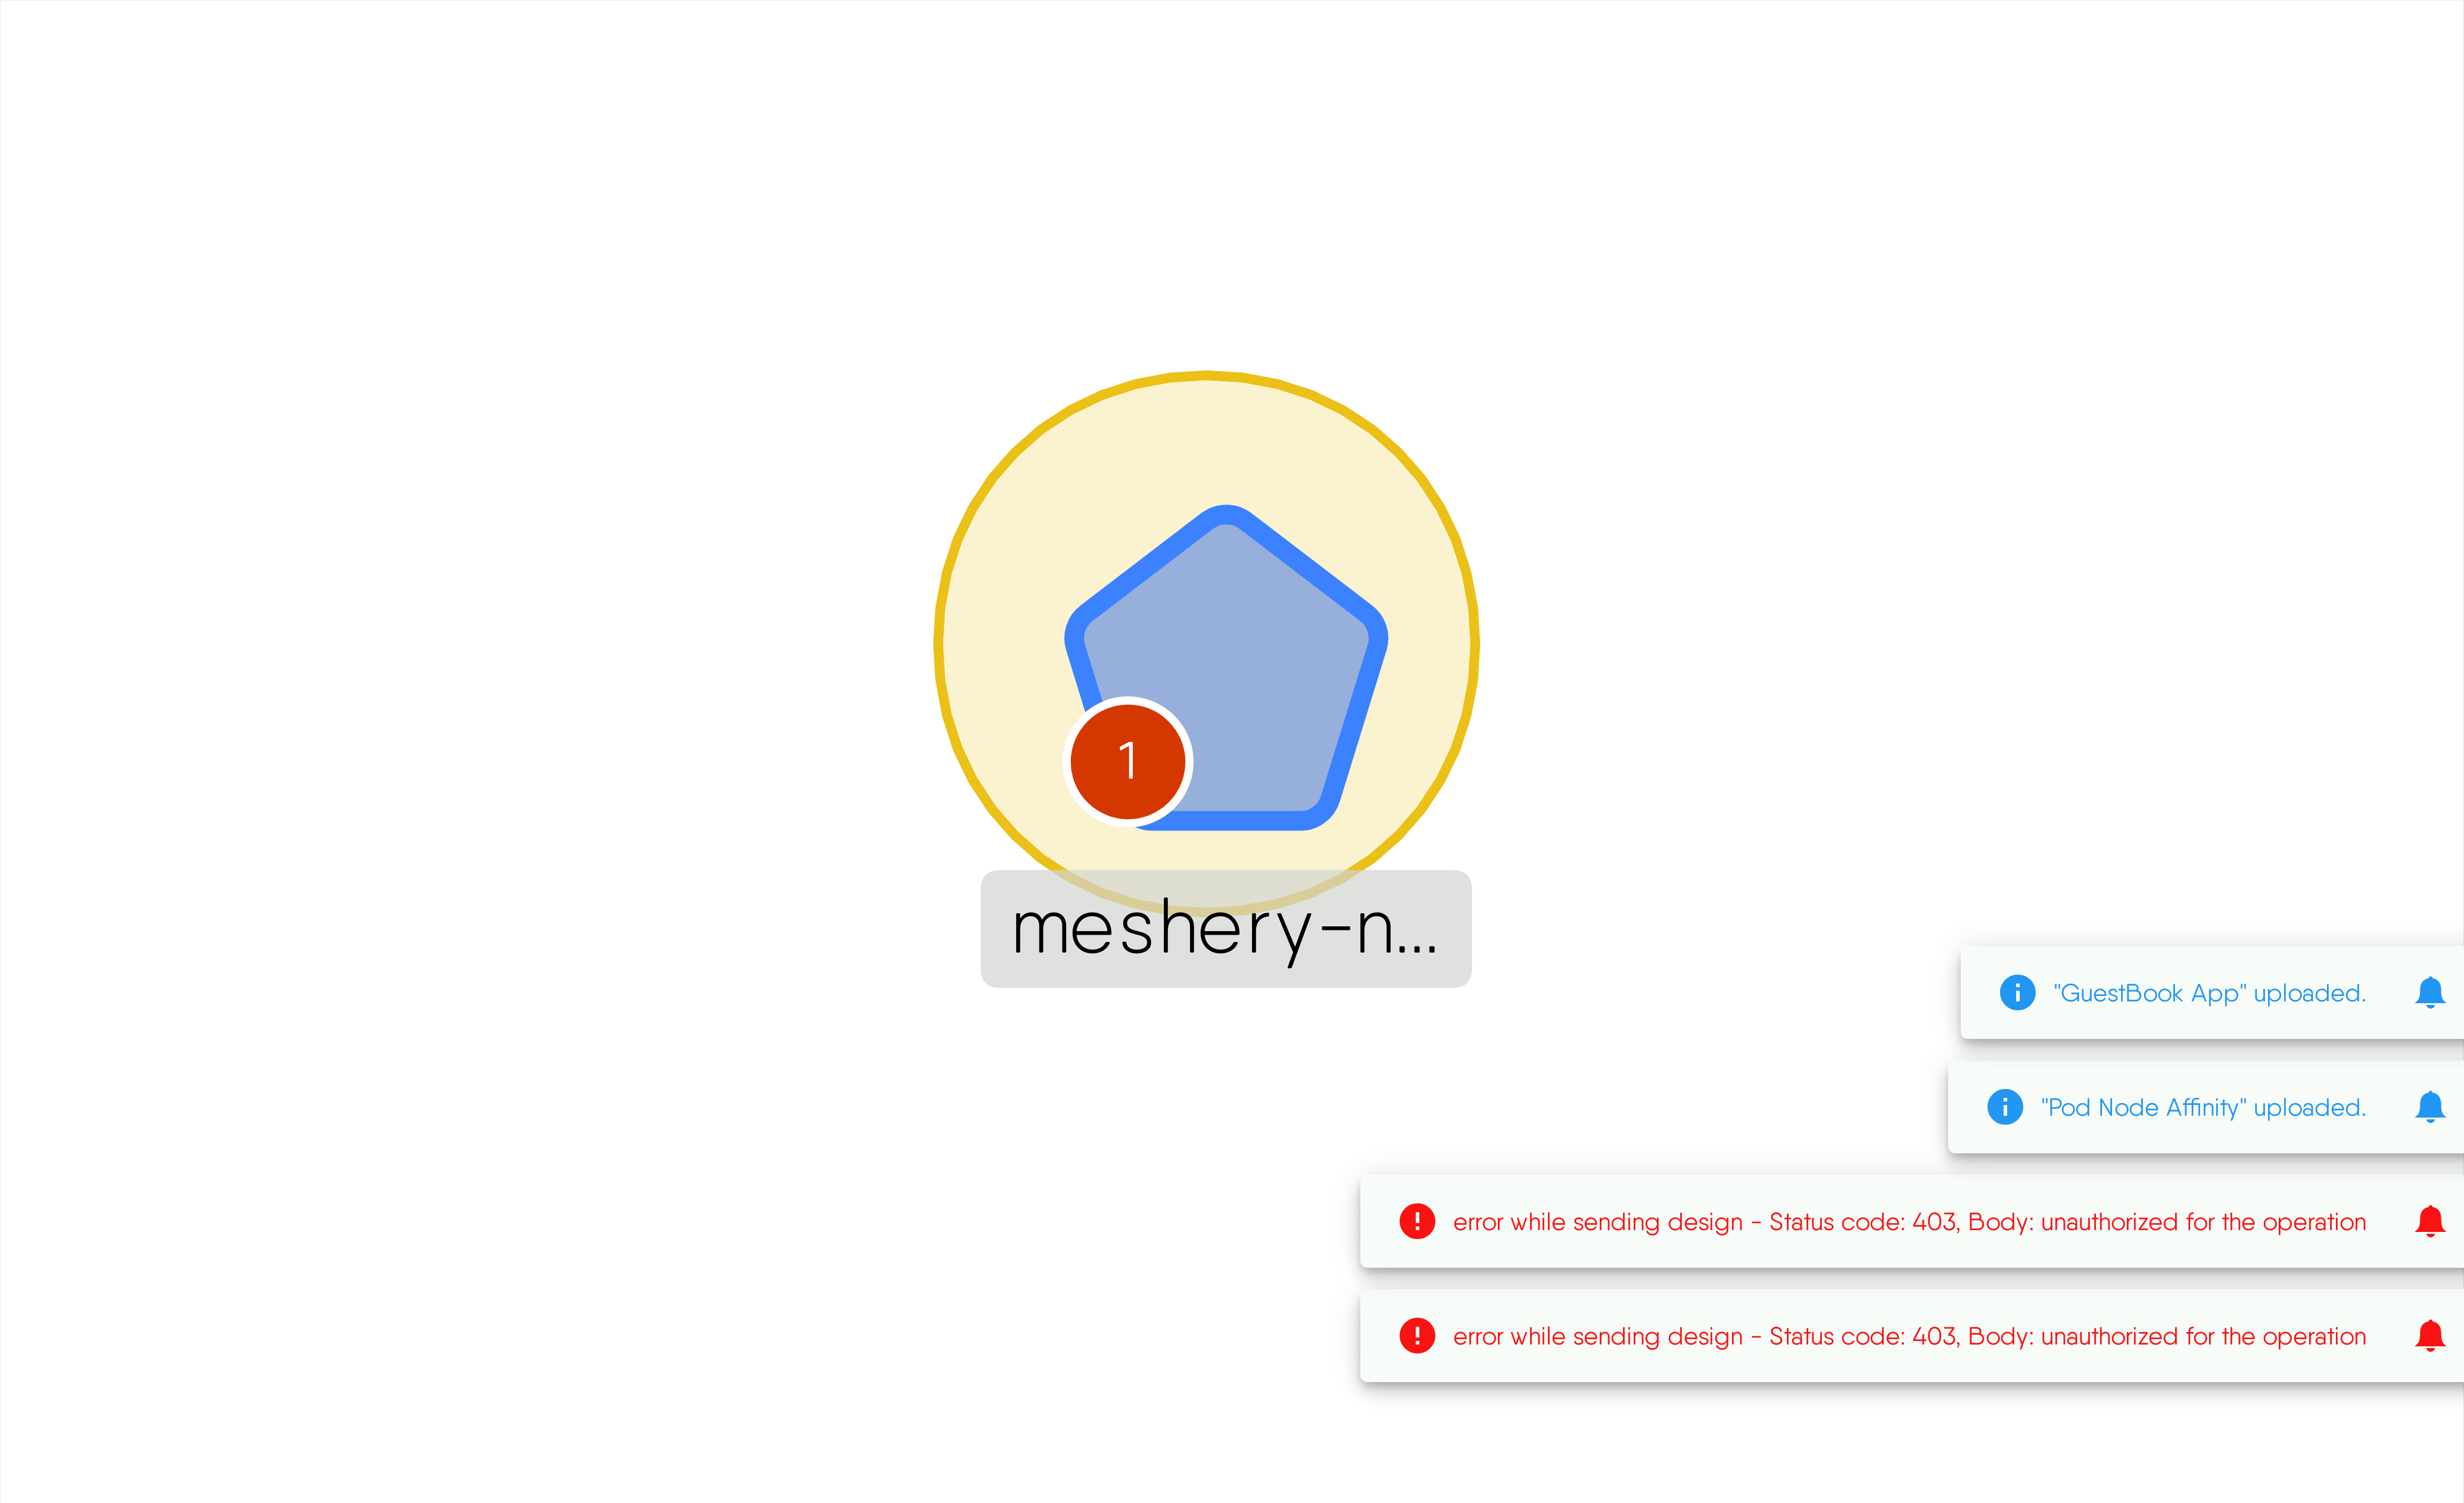 1
meshery-n...
"GuestBook App" uploaded.
"Pod Node Affinity" uploaded.
error while sending design - Status code: 403, Body: unauthorized for the operation
error while sending design - Status code: 403, Body: unauthorized for the operation